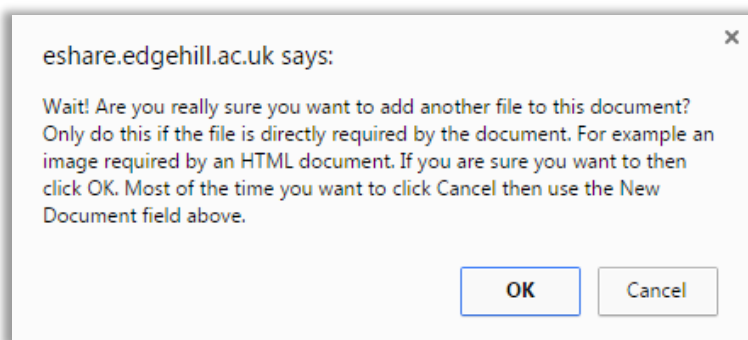 eshare.edgehill.ac.uk says:
Wait! Are you really sure you want to add another file to this document?
Only do this if the file is directly required by the document. For example an
image required by an HTML document. If you are sure you want to then
click OK. Most of the time you want to click Cancel then use the New
Document field above.
OK Cancel